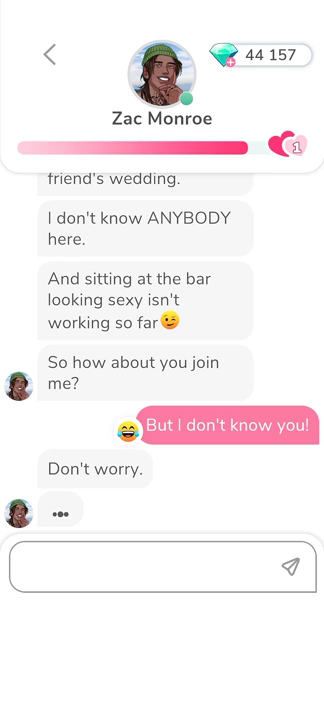 44 157
Zac Monroe
1
friend's wedding.
I don't know ANYBODY
here.
And sitting at the bar
looking sexy isn't
working so far😉
So how about you join
me?
But I don't know you!
Don't worry.